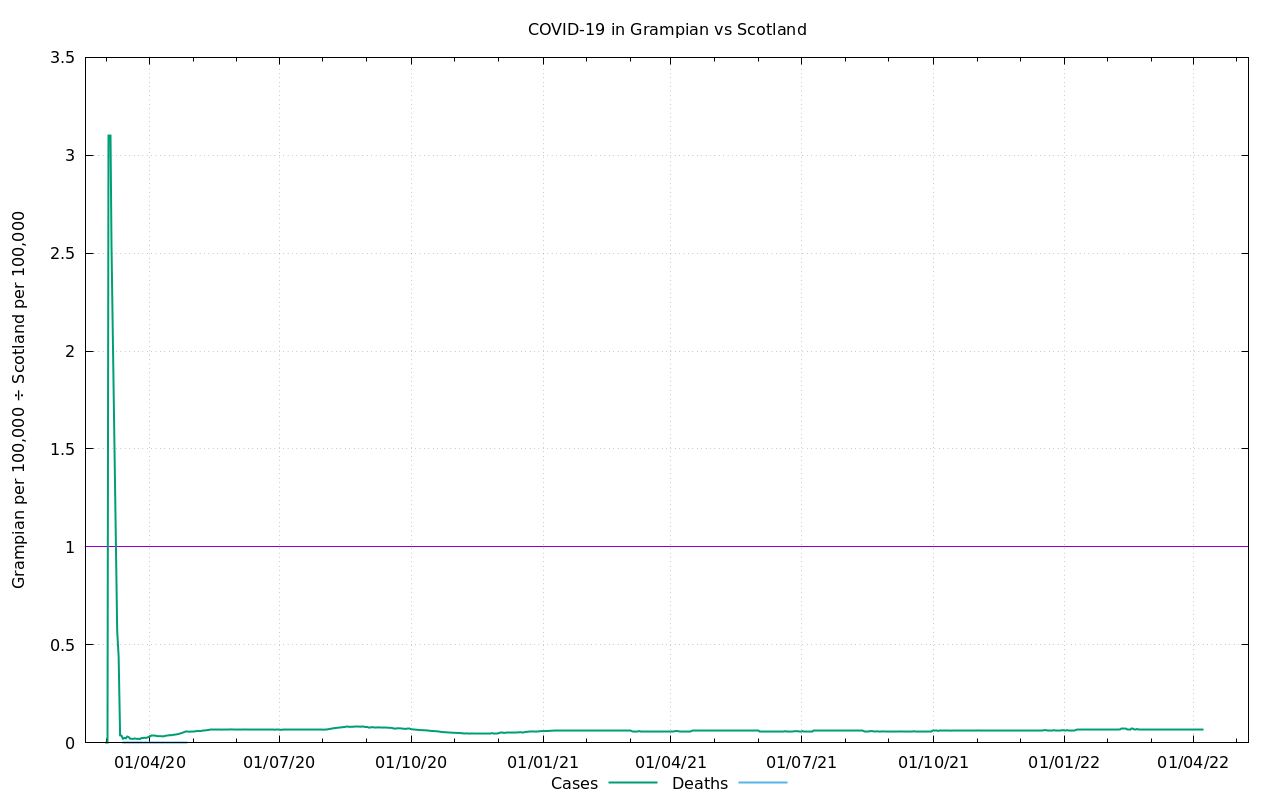 COVID-19 in Grampian vs Scotland
Grampian per 100,000 ÷ Scotland per 100,000
3.5
3
2.5
2
1.5
1
0.5
0
01/04/20 01/07/20 01/10/20 01/01/21 01/04/21 01/07/21 01/10/21 01/01/22 01/04/22
Cases Deaths